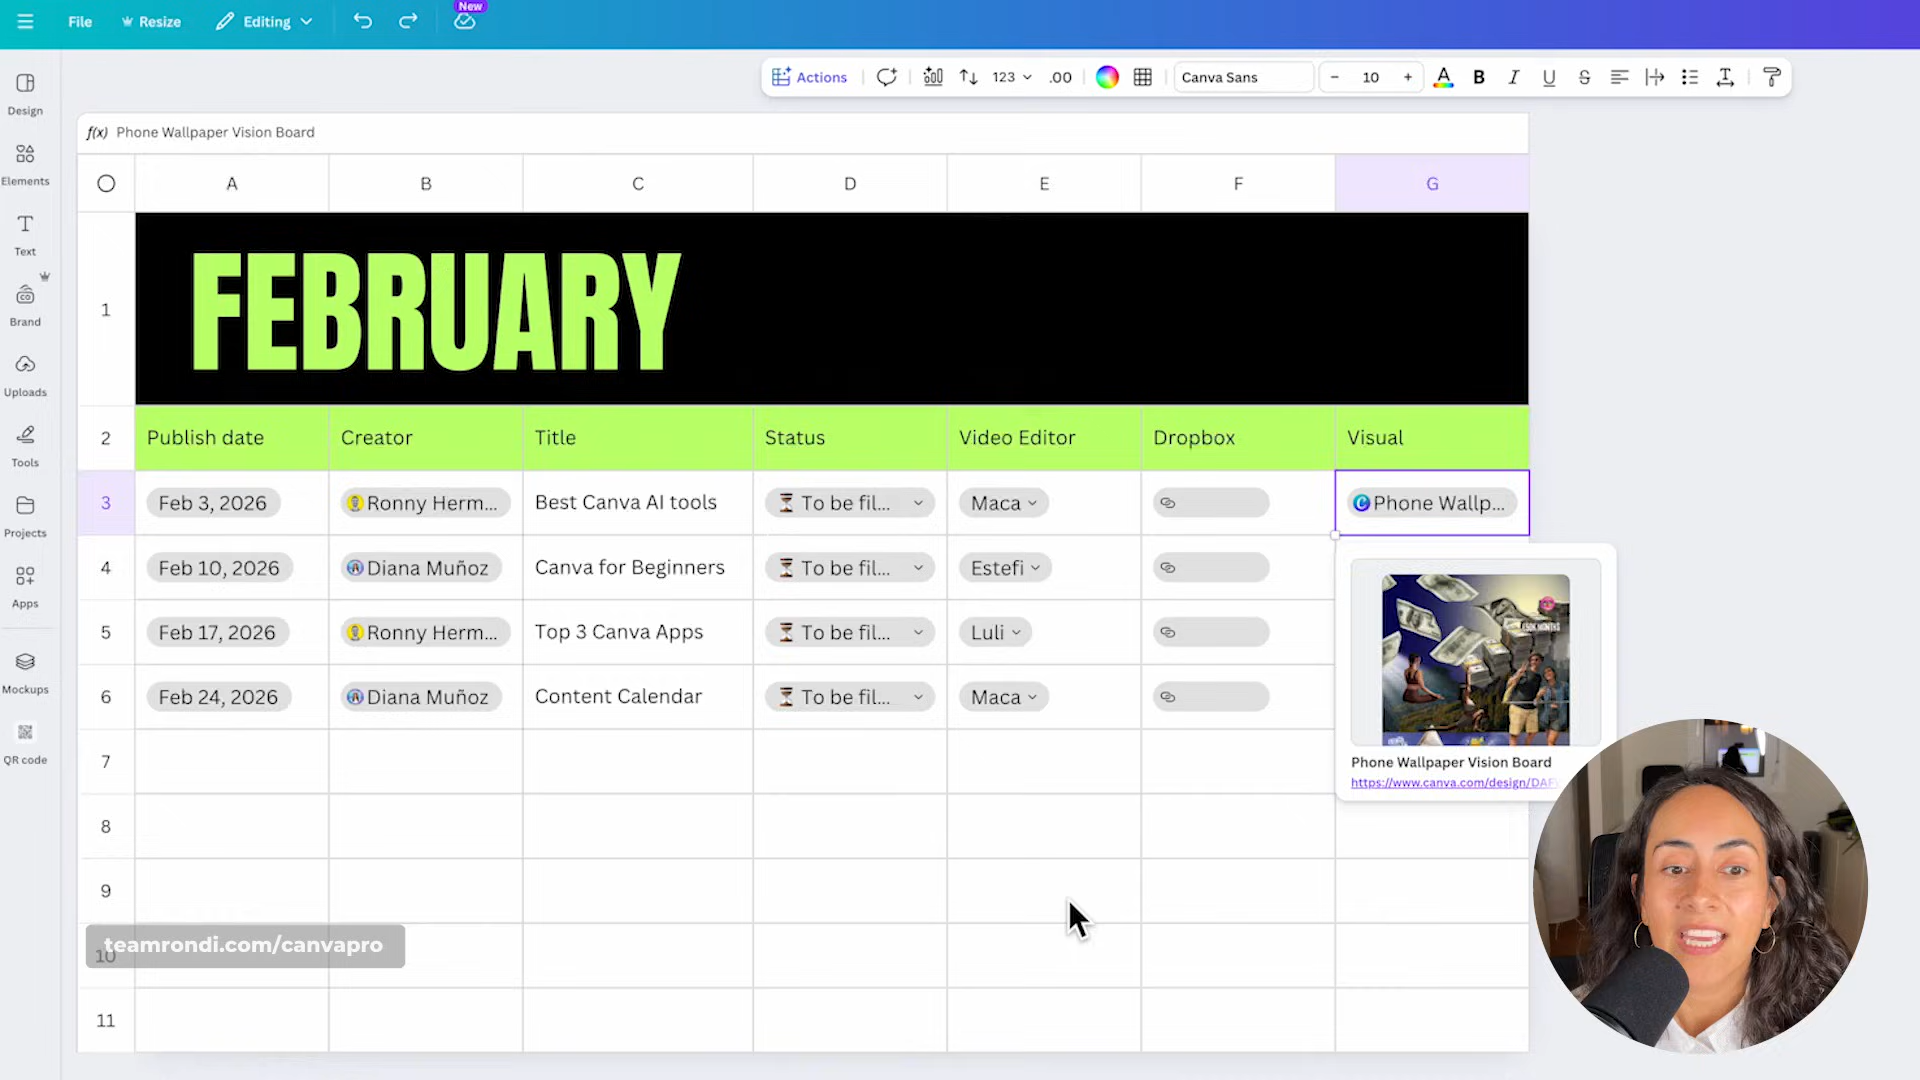 New
File
Resize
Editing
Actions
123
.00
Canva Sans
– 10 +
A
B
I
U
S
Design
Elements
Text
Brand
Uploads
Tools
Projects
Apps
Mockups
QR code
f(x) Phone Wallpaper Vision Board
A B C D E F G
1 FEBRUARY
2 Publish date Creator Title Status Video Editor Dropbox Visual
3 Feb 3, 2026 Ronny Herm... Best Canva AI tools To be fil... Maca Phone Wallp...
4 Feb 10, 2026 Diana Muñoz Canva for Beginners To be fil... Estefi
5 Feb 17, 2026 Ronny Herm... Top 3 Canva Apps To be fil... Luli
6 Feb 24, 2026 Diana Muñoz Content Calendar To be fil... Maca
Phone Wallpaper Vision Board
https://www.canva.com/design/DAF
7
8
9
10
11
teamrondi.com/canvapro